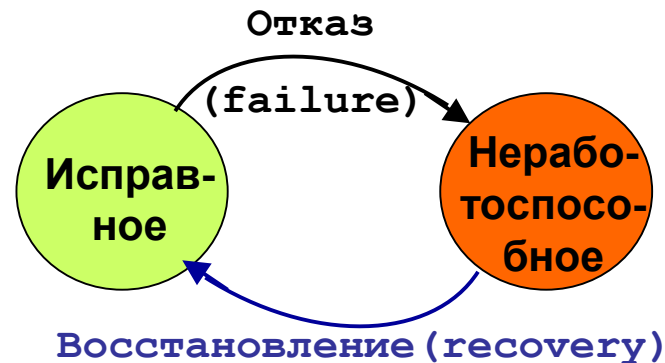 Отказ
(failure)
Исправ-
ное
Нерабо-
тоспосо-
бное
Восстановление(recovery)